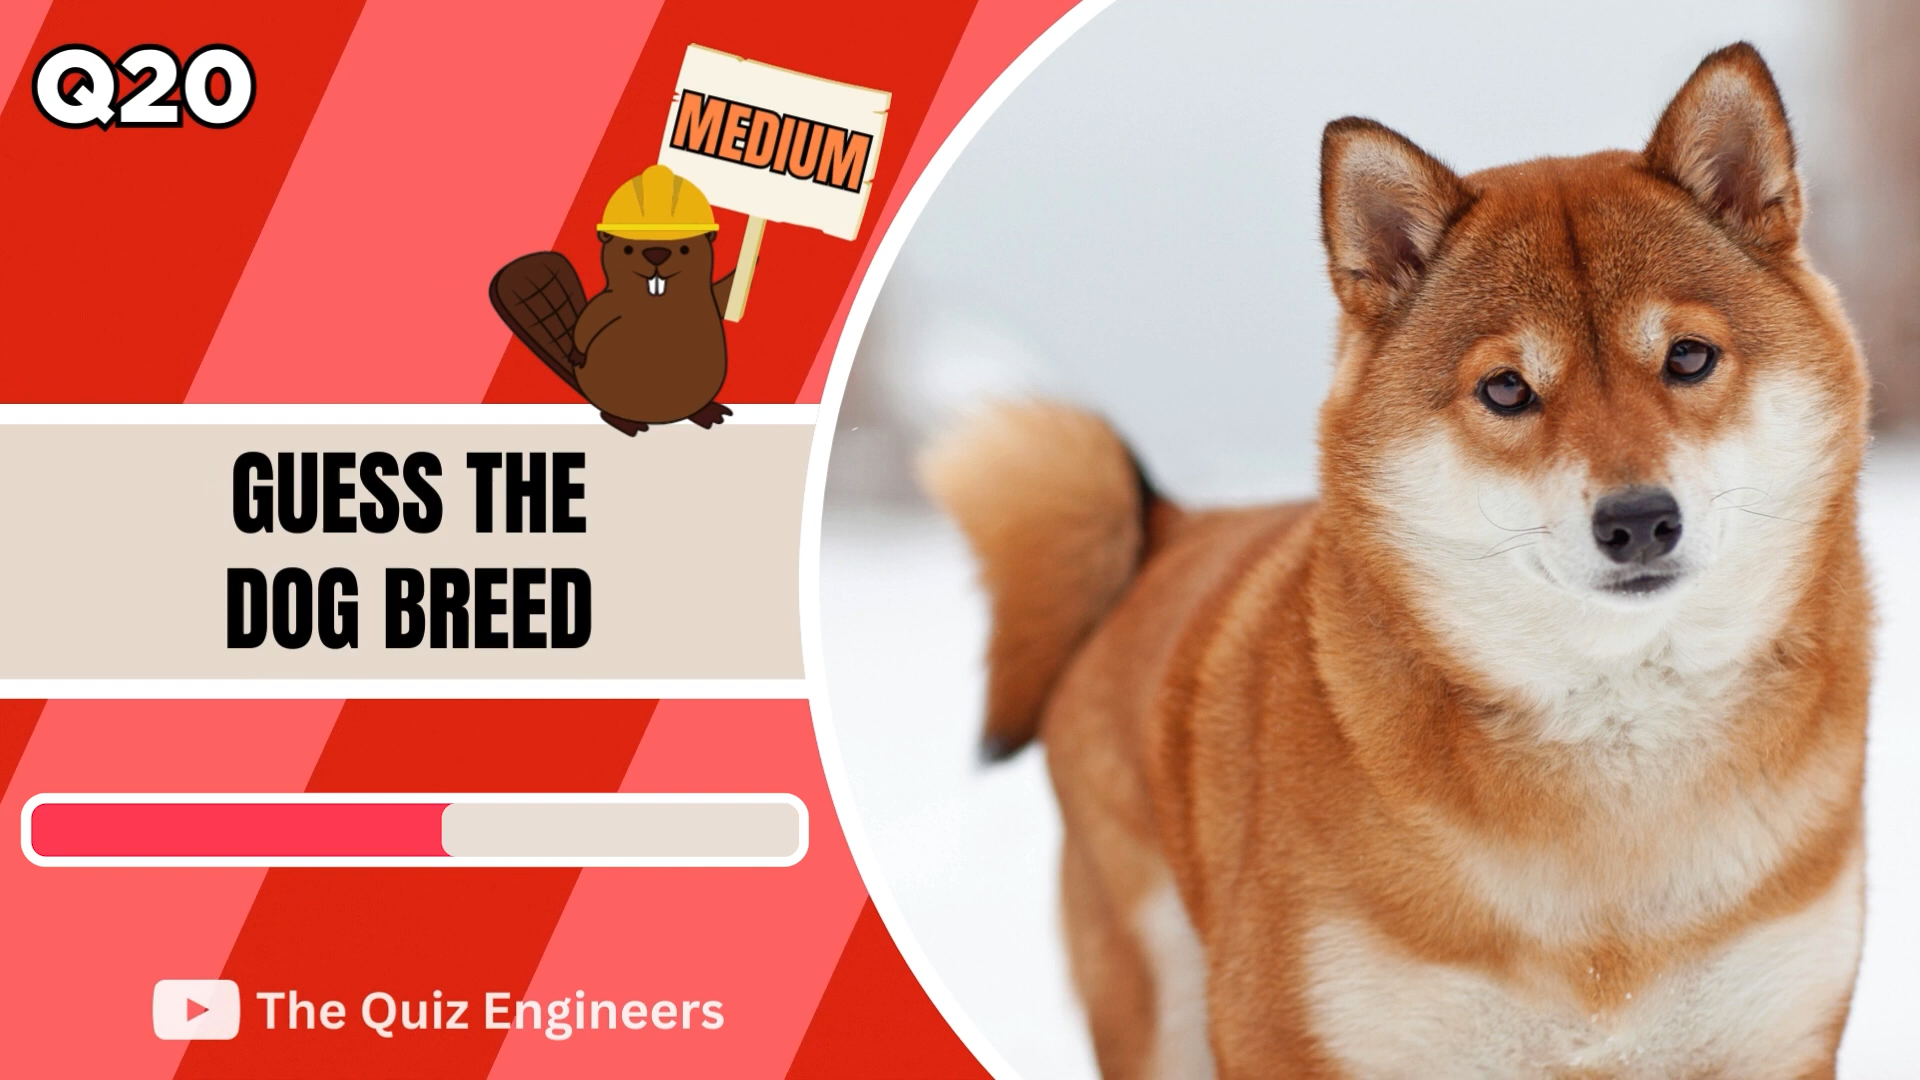 Q20
MEDIUM
GUESS THE
DOG BREED
The Quiz Engineers